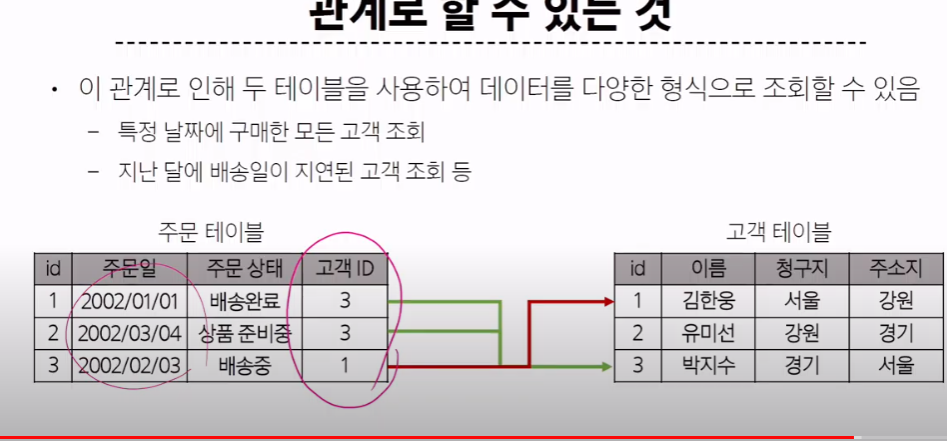 관계로 할 수 있는 것
• 이 관계로 인해 두 테이블을 사용하여 데이터를 다양한 형식으로 조회할 수 있음
– 특정 날짜에 구매한 모든 고객 조회
– 지난 달에 배송일이 지연된 고객 조회 등
주문 테이블
id 주문일 주문 상태 고객 ID
1 2002/01/01 배송완료 3
2 2002/03/04 상품 준비중 3
3 2002/02/03 배송중 1
고객 테이블
id 이름 청구지 주소지
1 김한웅 서울 강원
2 유미선 강원 경기
3 박지수 경기 서울